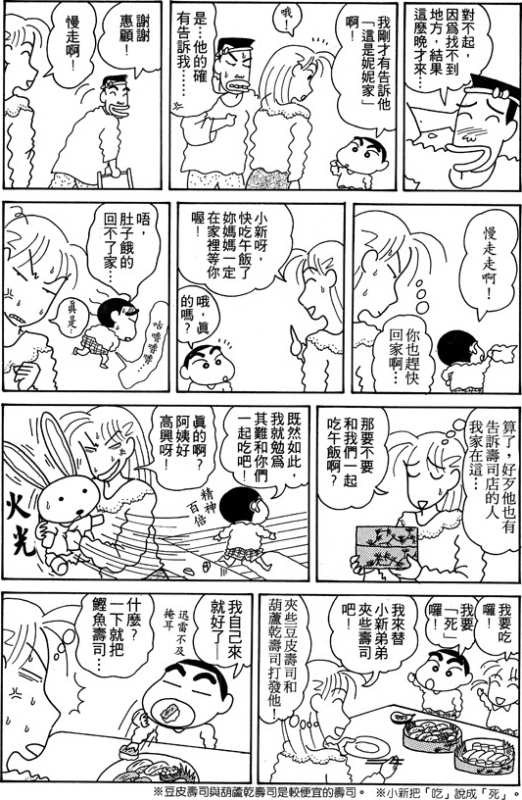 對不起，
因爲找不到
地方，結果
這麼晚才來…
我剛才有告訴他
「這是妮妮家」
啊！
哦！
是…他的確
有告訴我……
謝謝
惠顧！
慢走啊！
慢走走啊！
你也趕快
回家啊…
小新呀，
快吃午飯了
妳媽媽一定
在家裡等你
喔！
哦，眞
的嗎？
唔，
肚子餓的
回不了家…
咕嚕嚕嚕
眞是！
算了，好歹他也有
告訴壽司店的人
我家在這…
那要不要
和我們一起
吃午飯啊？
既然如此，
我就勉爲
其難和你們
一起吃吧！
精神
百倍
眞的啊？
阿姨好
高興呀！
火光
我要吃
囉！
我要
「死」
囉！
我來替
小新弟弟
夾些壽司
吧！
夾些豆皮壽司和
葫蘆乾壽司打發他！
我自己來
就好了——
迅雷不及
掩耳
什麼？
一下就把
鰹魚壽司…
※豆皮壽司與葫蘆乾壽司是較便宜的壽司。
※小新把「吃」說成「死」。